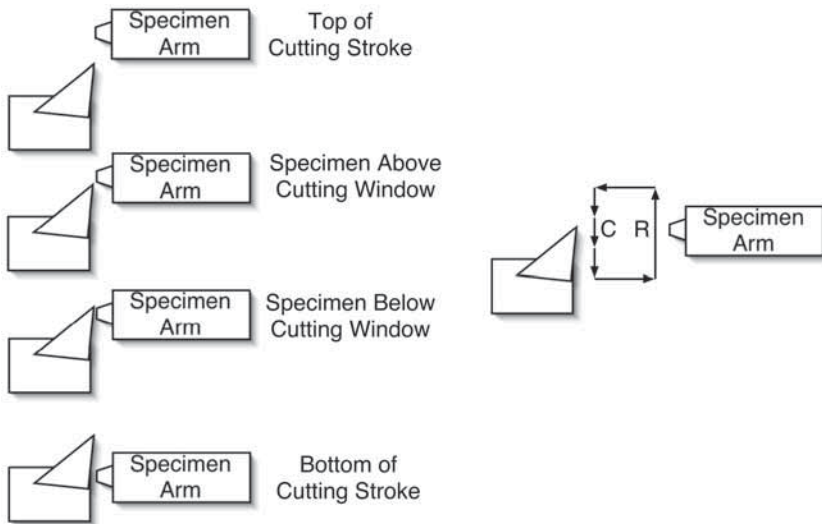 Specimen
Arm
Top of
Cutting Stroke
Specimen
Arm
Specimen Above
Cutting Window
Specimen
Arm
Specimen Below
Cutting Window
Specimen
Arm
Bottom of
Cutting Stroke
C R
Specimen
Arm